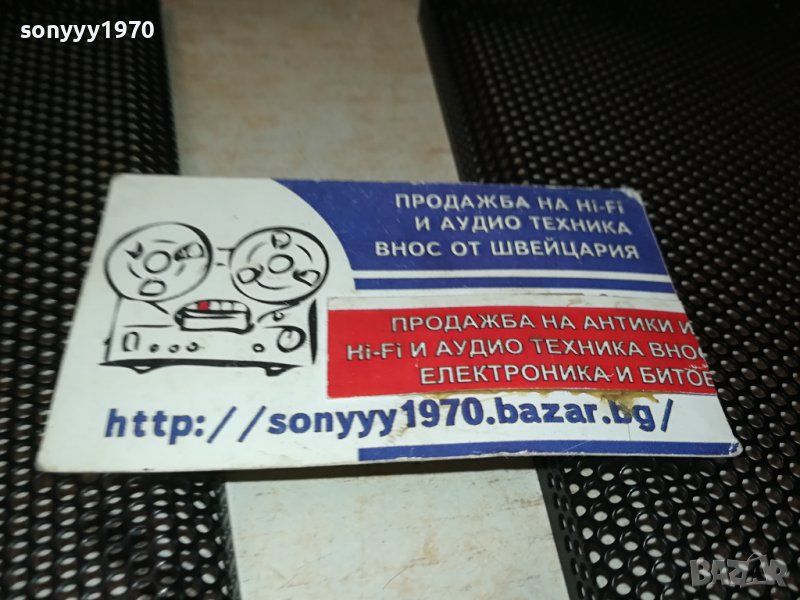 sonyyy1970
ПРОДАЖБА НА Hi-Fi
И АУДИО ТЕХНИКА
ВНОС ОТ ШВЕЙЦАРИЯ
ПРОДАЖБА НА АНТИКИ И
Hi-Fi И АУДИО ТЕХНИКА ВНОС
ЕЛЕКТРОНИКА И БИТОВ
http://sonyyy1970.bazar.bg/
BAZAR